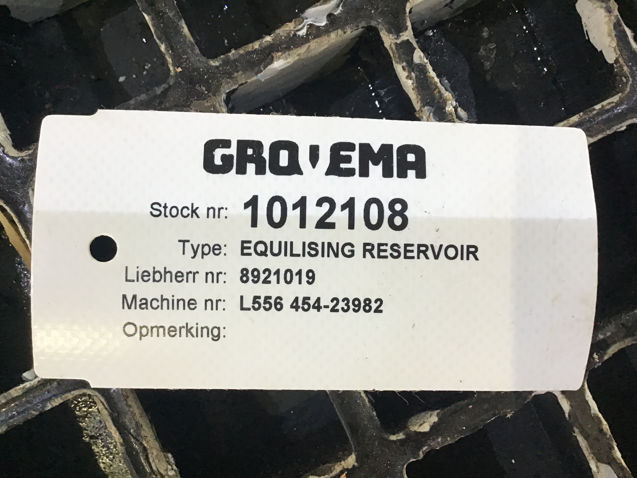 GROVEMA
Stock nr: 1012108
Type: EQUILISING RESERVOIR
Liebherr nr: 8921019
Machine nr: L556 454-23982
Opmerking: